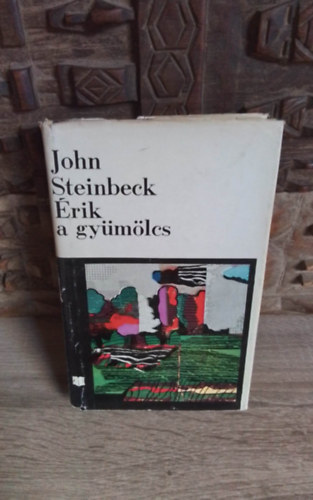 John
Steinbeck
Érik
a gyümölcs